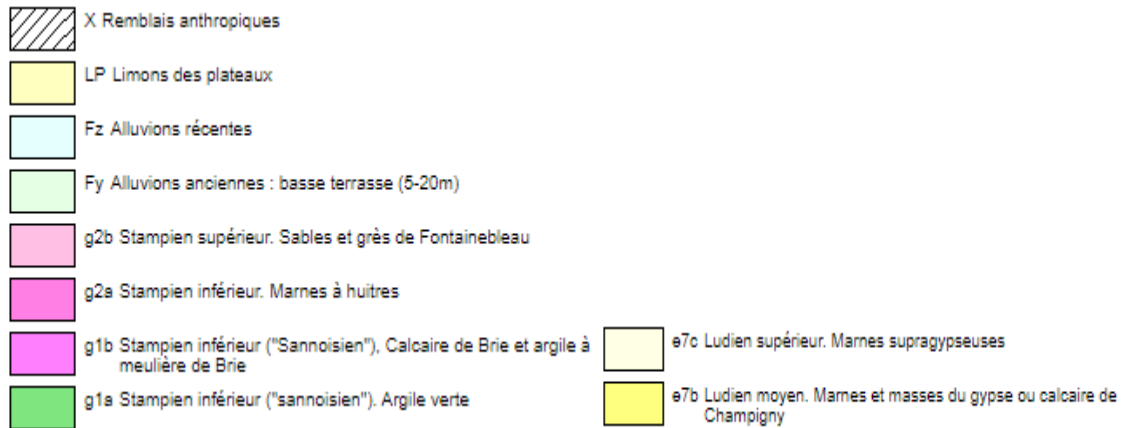 X Remblais anthropiques
LP Limons des plateaux
Fz Alluvions récentes
Fy Alluvions anciennes : basse terrasse (5-20m)
g2b Stampien supérieur. Sables et grès de Fontainebleau
g2a Stampien inférieur. Marnes à huitres
g1b Stampien inférieur ("Sannoisien"), Calcaire de Brie et argile à
meulière de Brie
g1a Stampien inférieur ("sannoisien"). Argile verte
e7c Ludien supérieur. Marnes supragypseuses
e7b Ludien moyen. Marnes et masses du gypse ou calcaire de
Champigny